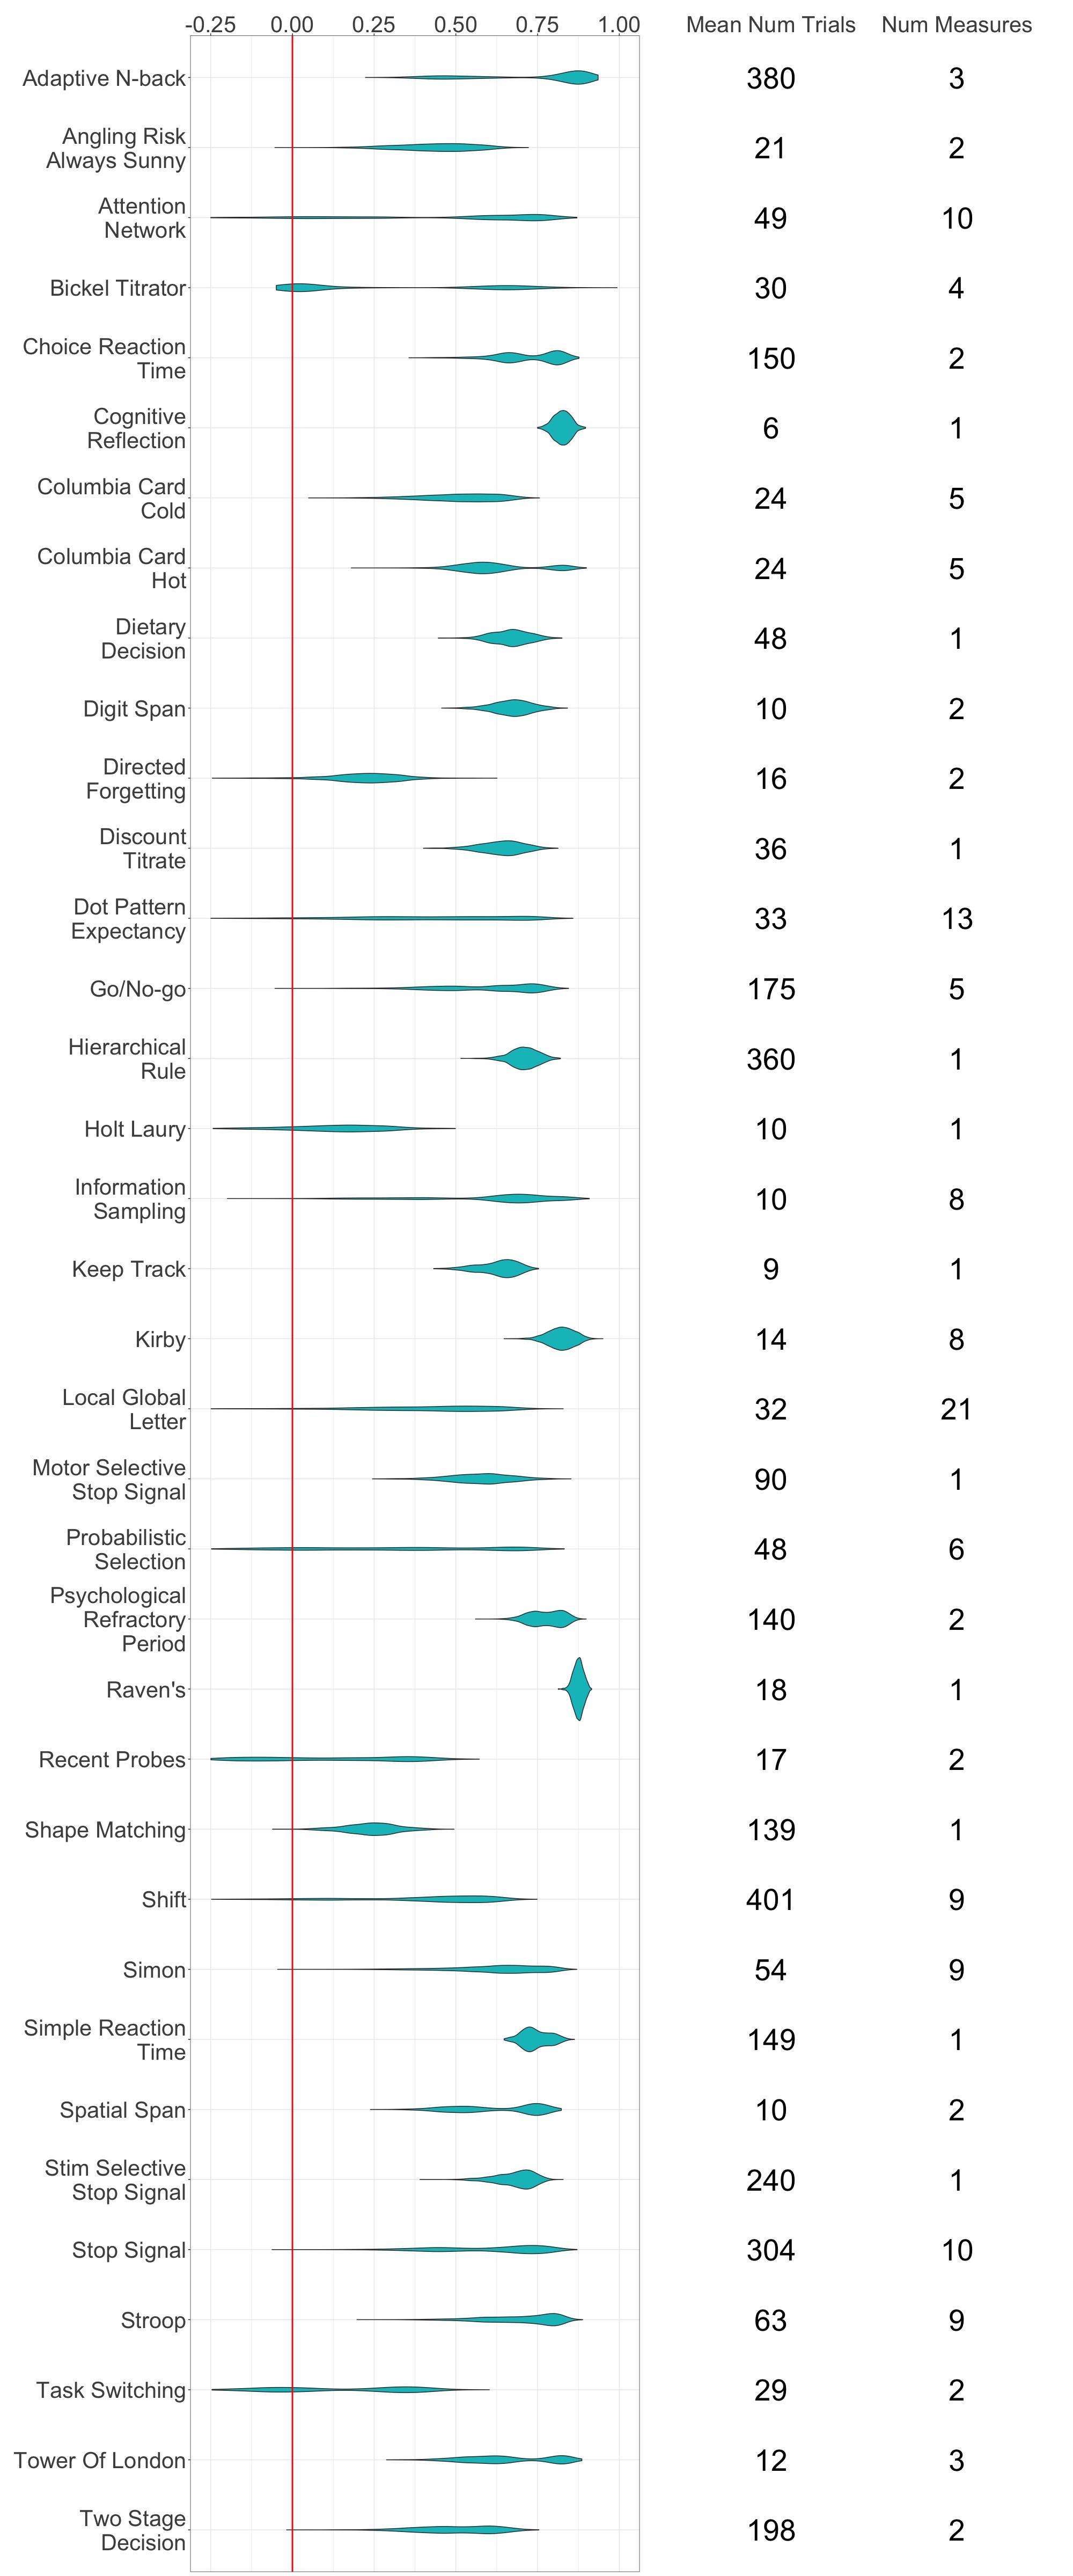 -0.25 0.00 0.25 0.50 0.75 1.00 Mean Num Trials Num Measures
Adaptive N-back 380 3
Angling Risk
Always Sunny 21 2
Attention
Network 49 10
Bickel Titrator 30 4
Choice Reaction
Time 150 2
Cognitive
Reflection 6 1
Columbia Card
Cold 24 5
Columbia Card
Hot 24 5
Dietary
Decision 48 1
Digit Span 10 2
Directed
Forgetting 16 2
Discount
Titrate 36 1
Dot Pattern
Expectancy 33 13
Go/No-go 175 5
Hierarchical
Rule 360 1
Holt Laury 10 1
Information
Sampling 10 8
Keep Track 9 1
Kirby 14 8
Local Global
Letter 32 21
Motor Selective
Stop Signal 90 1
Probabilistic
Selection 48 6
Psychological
Refractory 140 2
Period
Raven's 18 1
Recent Probes 17 2
Shape Matching 139 1
Shift 401 9
Simon 54 9
Simple Reaction
Time 149 1
Spatial Span 10 2
Stim Selective
Stop Signal 240 1
Stop Signal 304 10
Stroop 63 9
Task Switching 29 2
Tower Of London 12 3
Two Stage
Decision 198 2